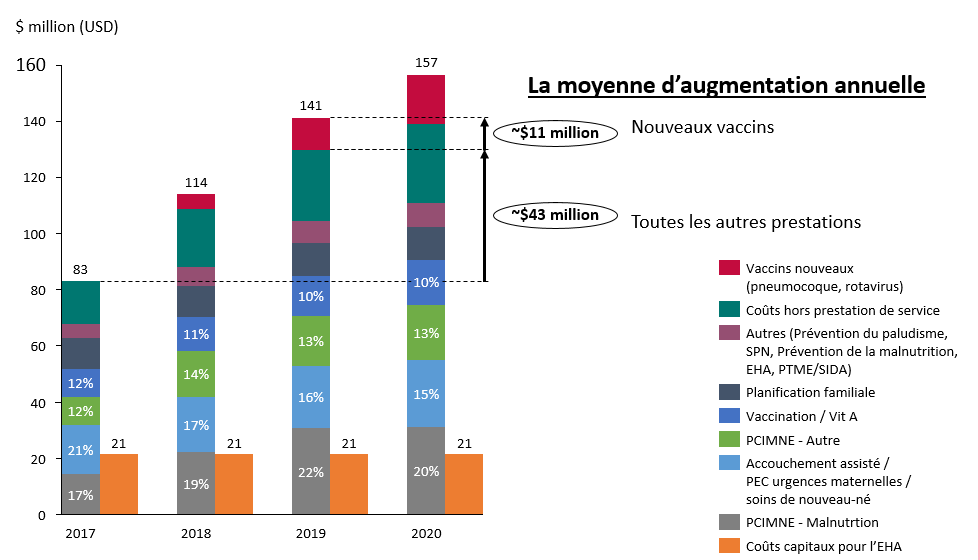 $ million (USD)
160
140
120
100
80
60
40
20
0
83
12%
12%
21%
17%
21
2017
114
11%
14%
17%
19%
21
2018
141
10%
13%
16%
22%
21
2019
157
10%
13%
15%
20%
21
2020
La moyenne d’augmentation annuelle
~$11 million
Nouveaux vaccins
~$43 million
Toutes les autres prestations
Vaccins nouveaux
(pneumocoque, rotavirus)
Coûts hors prestation de service
Autres (Prévention du paludisme,
SPN, Prévention de la malnutrition,
EHA, PTME/SIDA)
Planification familiale
Vaccination / Vit A
PCIMNE - Autre
Accouchement assisté /
PEC urgences maternelles /
soins de nouveau-né
PCIMNE - Malnutrtion
Coûts capitaux pour l’EHA